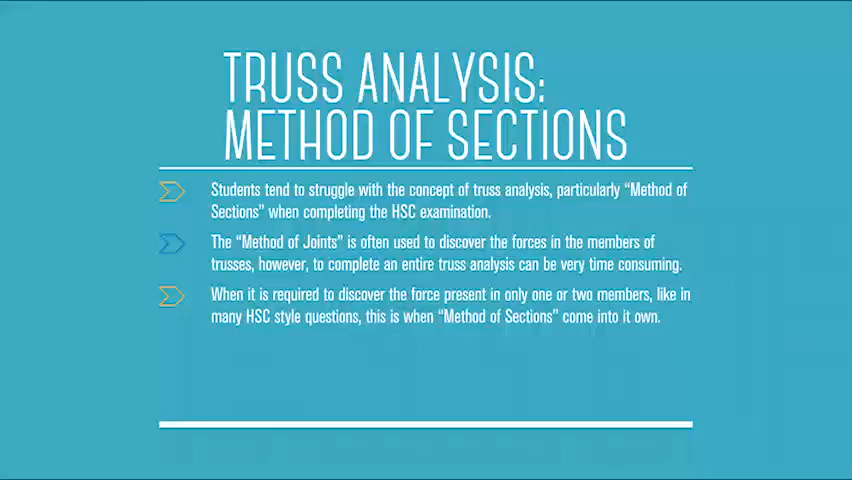 TRUSS ANALYSIS:
METHOD OF SECTIONS
Students tend to struggle with the concept of truss analysis, particularly “Method of
Sections” when completing the HSC examination.
The “Method of Joints” is often used to discover the forces in the members of
trusses, however, to complete an entire truss analysis can be very time consuming.
When it is required to discover the force present in only one or two members, like in
many HSC style questions, this is when “Method of Sections” come into it own.